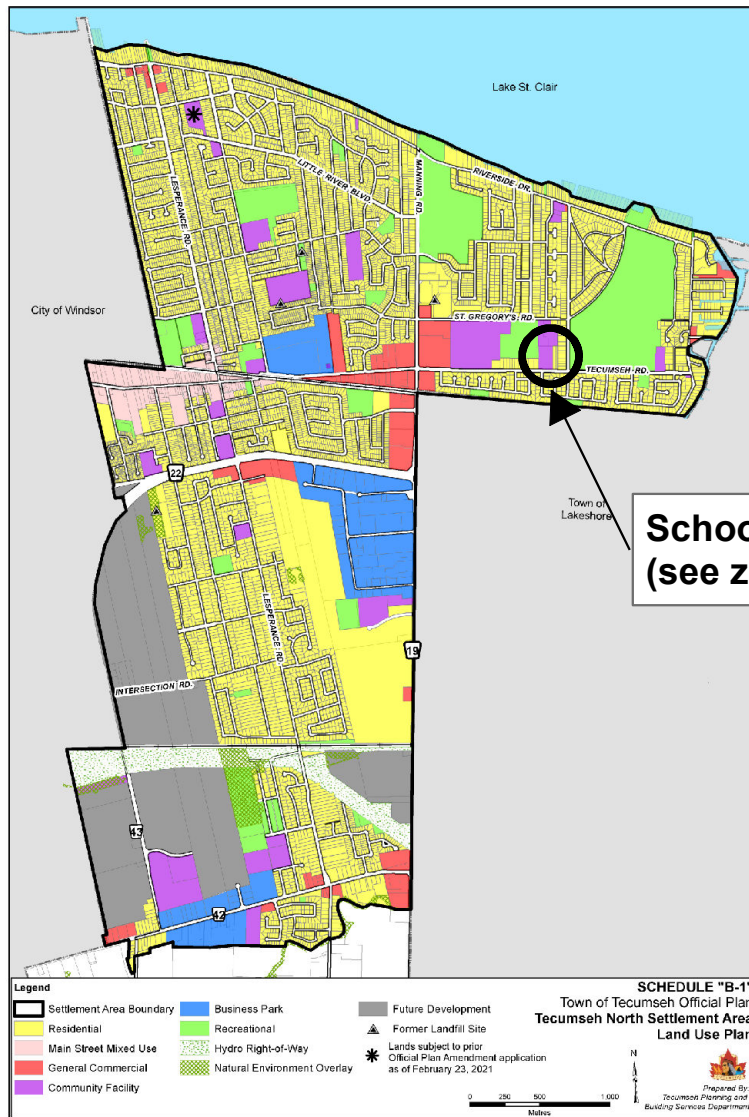 Lake St. Clair
RIVERSIDE DR.
MANNING RD.
LITTLE RIVER BLVD
LESPERANCE RD.
City of Windsor
ST. GREGORY'S RD.
TECUMSEH RD.
22
Town of
Lakeshore
Schoo
(see z
LESPERANCE RD.
19
INTERSECTION RD.
43
42
Legend
Settlement Area Boundary
Residential
Main Street Mixed Use
General Commercial
Community Facility
Business Park
Recreational
Hydro Right-of-Way
Natural Environment Overlay
Future Development
Former Landfill Site
Lands subject to prior
Official Plan Amendment application
as of February 23, 2021
SCHEDULE "B-1"
Town of Tecumseh Official Plan
Tecumseh North Settlement Area
Land Use Plan
N
Prepared By:
Tecumseh Planning and
Building Services Department
0 500 1,000
Metres